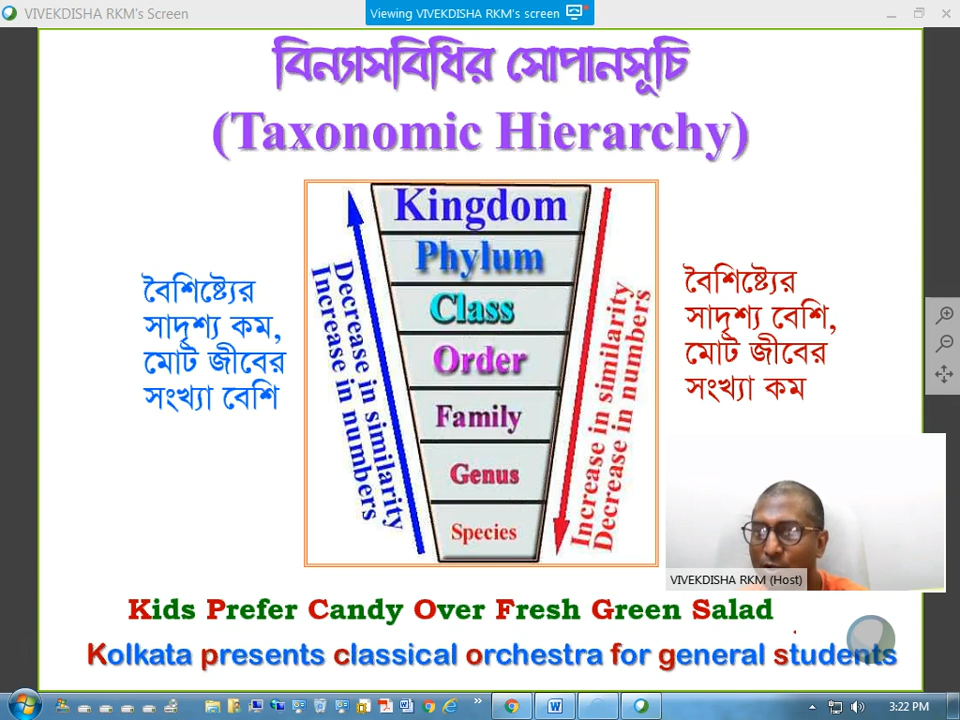 VIVEKDISHA RKM's Screen
Viewing VIVEKDISHA RKM's screen
বিন্যাসবিধির সোপানসূচি
(Taxonomic Hierarchy)
Kingdom
Phylum
Class
Order
Family
Genus
Species
Decrease in similarity
Increase in numbers
Increase in similarity
Decrease in numbers
বৈশিষ্ট্যের
সাদৃশ্য কম,
মোট জীবের
সংখ্যা বেশি
বৈশিষ্ট্যের
সাদৃশ্য বেশি,
মোট জীবের
সংখ্যা কম
VIVEKDISHA RKM (Host)
Kids Prefer Candy Over Fresh Green Salad
Kolkata presents classical orchestra for general students
3:22 PM